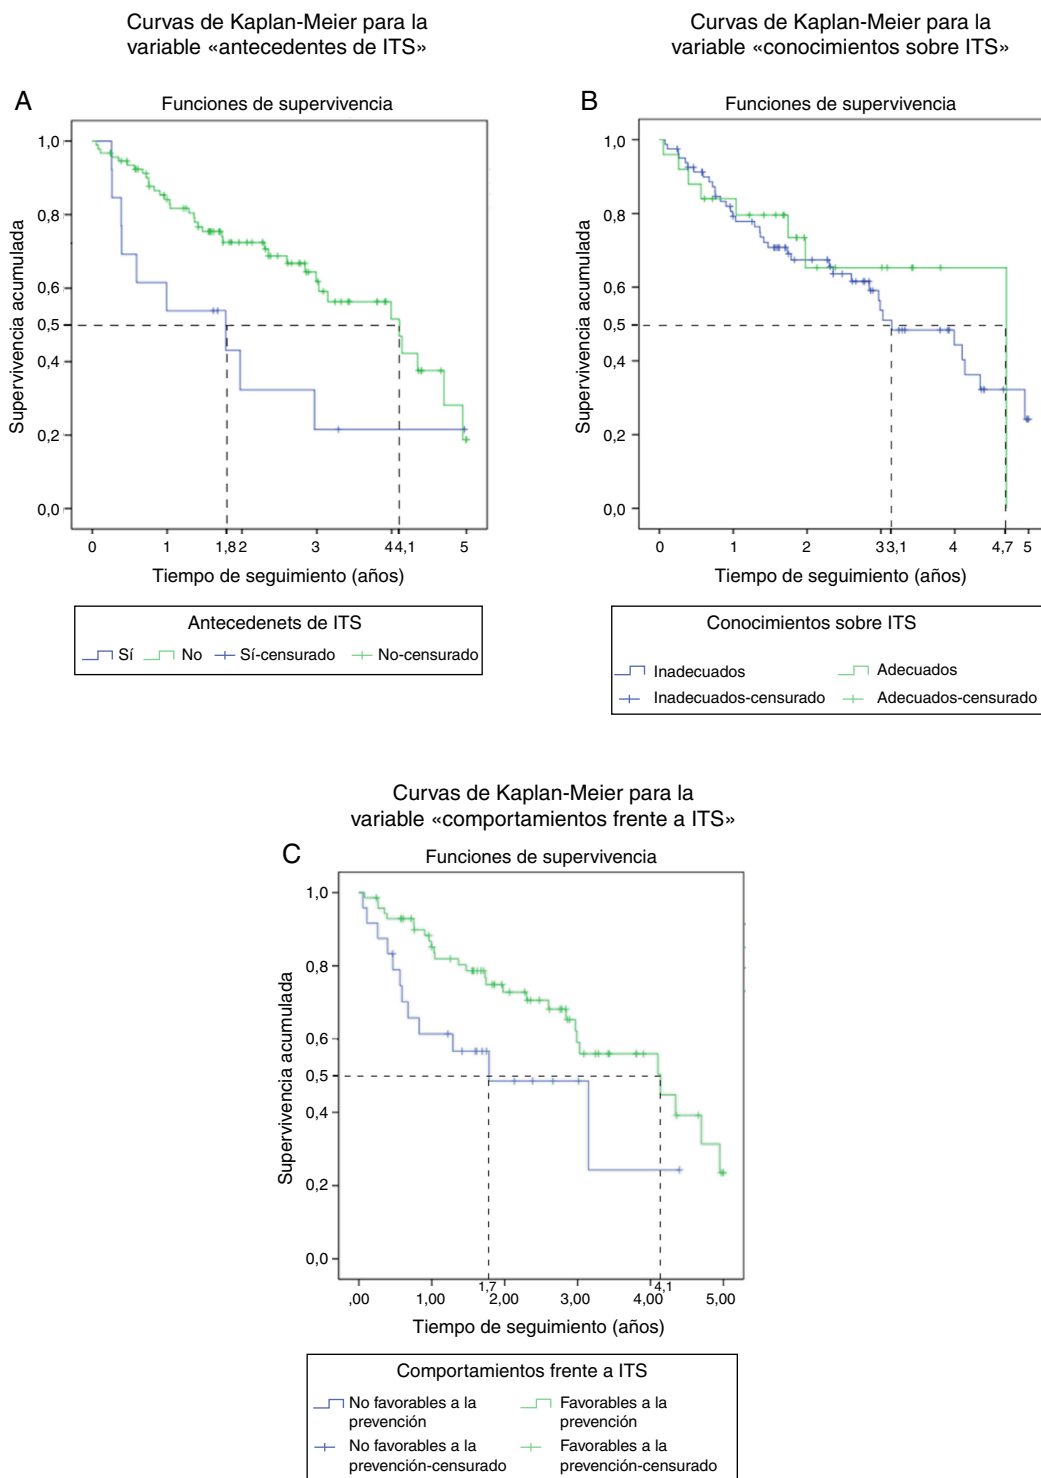 Curvas de Kaplan-Meier para la
variable «antecedentes de ITS»
A
Funciones de supervivencia
Supervivencia acumulada
1,0
0,8
0,6
0,5
0,4
0,2
0,0
0 1 1,8 2 3 4 4,1 5
Tiempo de seguimiento (años)
Antecedenets de ITS
Sí No Sí-censurado No-censurado
Curvas de Kaplan-Meier para la
variable «conocimientos sobre ITS»
B
Funciones de supervivencia
Supervivencia acumulada
1,0
0,8
0,6
0,5
0,4
0,2
0,0
0 1 2 3 3,1 4 4,7 5
Tiempo de seguimiento (años)
Conocimientos sobre ITS
Inadecuados Adecuados
Inadecuados-censurado Adecuados-censurado
Curvas de Kaplan-Meier para la
variable «comportamientos frente a ITS»
C
Funciones de supervivencia
Supervivencia acumulada
1,0
0,8
0,6
0,5
0,4
0,2
0,0
,00 1,00 1,7 2,00 3,00 4,00 4,1 5,00
Tiempo de seguimiento (años)
Comportamientos frente a ITS
No favorables a la Favorables a la
prevención prevención
No favorables a la Favorables a la
prevención-censurado prevención-censurado